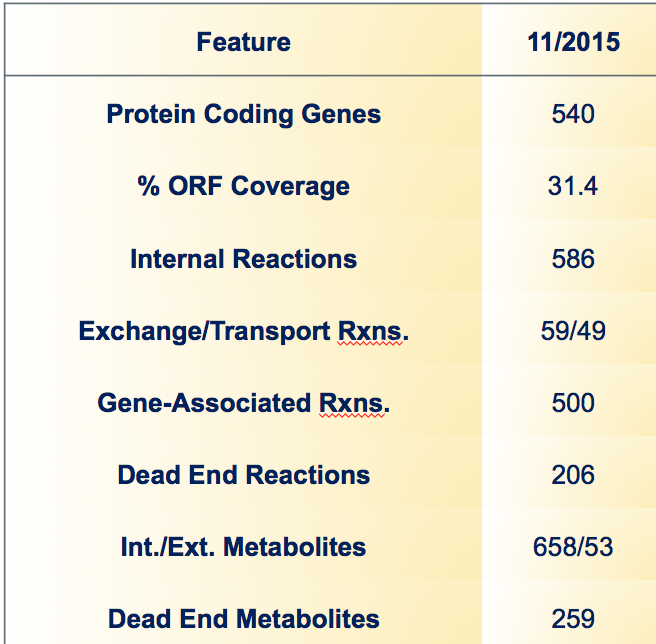 Feature 11/2015
Protein Coding Genes 540
% ORF Coverage 31.4
Internal Reactions 586
Exchange/Transport Rxns. 59/49
Gene-Associated Rxns. 500
Dead End Reactions 206
Int./Ext. Metabolites 658/53
Dead End Metabolites 259